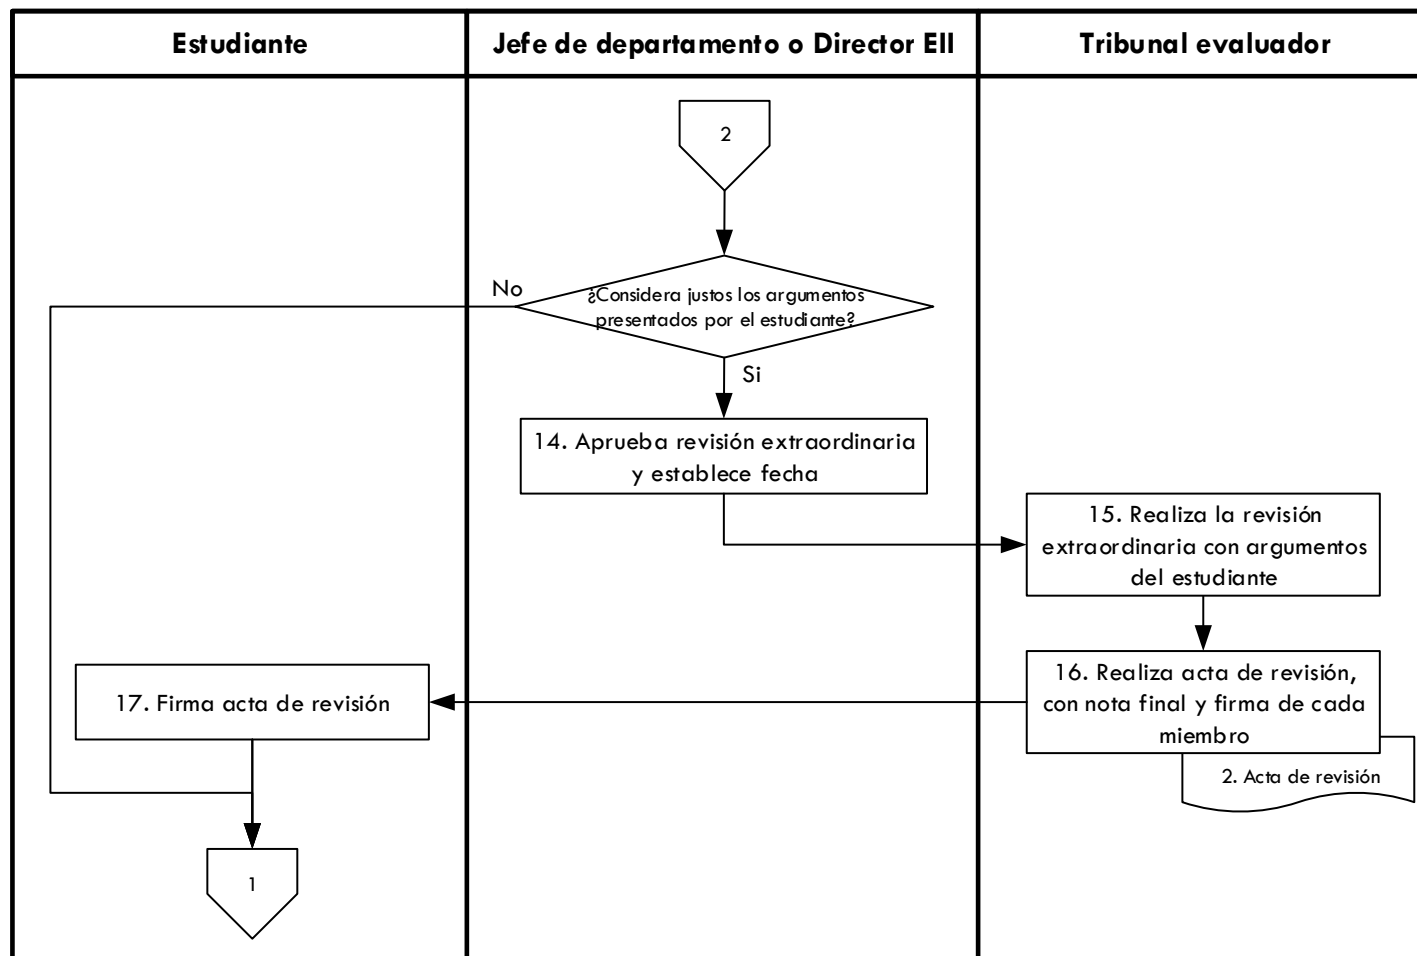 Estudiante
Jefe de departamento o Director EII
Tribunal evaluador
2
¿Considera justos los argumentos
presentados por el estudiante?
No
Si
14. Aprueba revisión extraordinaria
y establece fecha
15. Realiza la revisión
extraordinaria con argumentos
del estudiante
16. Realiza acta de revisión,
con nota final y firma de cada
miembro
2. Acta de revisión
17. Firma acta de revisión
1